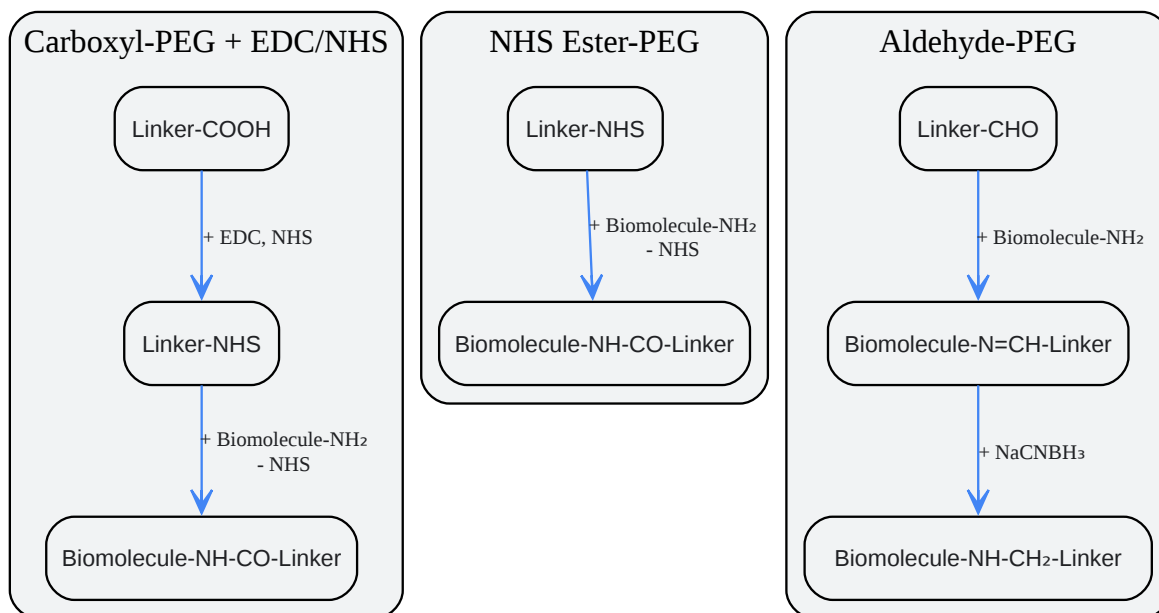 Carboxyl-PEG + EDC/NHS
Linker-COOH
+ EDC, NHS
Linker-NHS
+ Biomolecule-NH₂
- NHS
Biomolecule-NH-CO-Linker
NHS Ester-PEG
Linker-NHS
+ Biomolecule-NH₂
- NHS
Biomolecule-NH-CO-Linker
Aldehyde-PEG
Linker-CHO
+ Biomolecule-NH₂
Biomolecule-N=CH-Linker
+ NaCNBH₃
Biomolecule-NH-CH₂-Linker